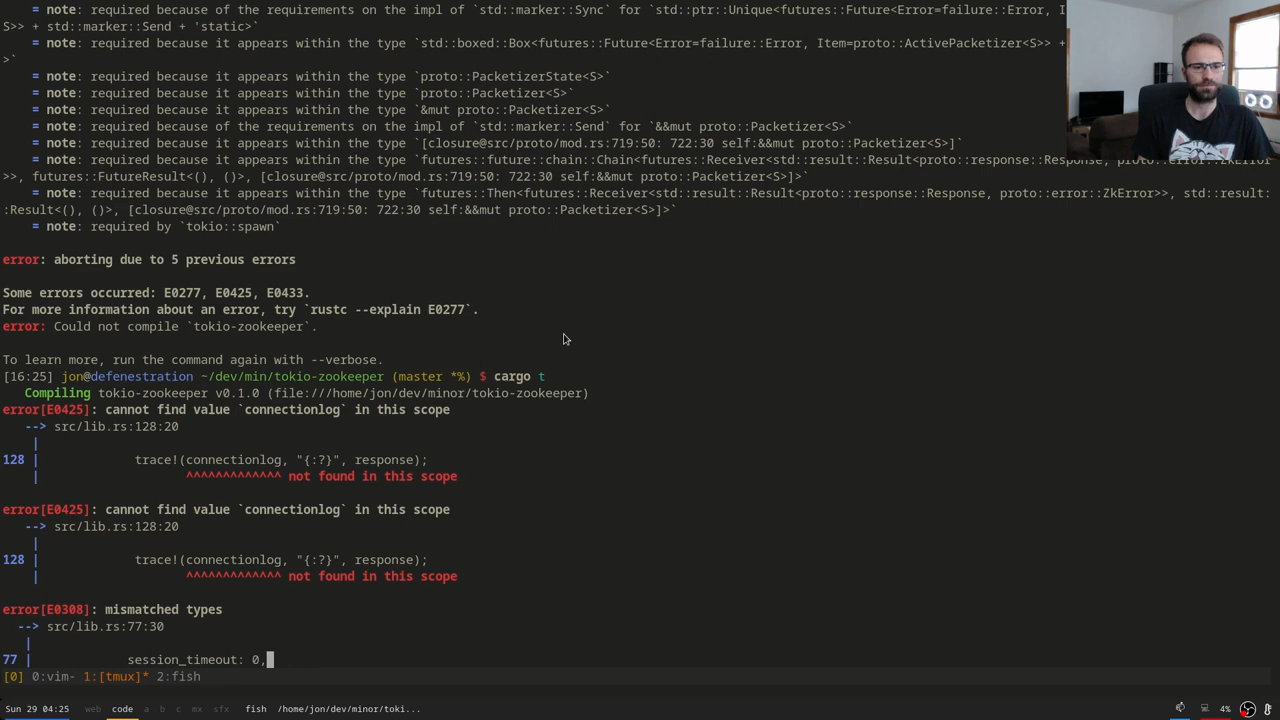 = note: required because of the requirements on the impl of `std::marker::Sync` for `std::ptr::Unique<futures::Future<Error=failure::Error, I
S>> + std::marker::Send + 'static>`
= note: required because it appears within the type `std::boxed::Box<futures::Future<Error=failure::Error, Item=proto::ActivePacketizer<S>> +
>`
= note: required because it appears within the type `proto::PacketizerState<S>`
= note: required because it appears within the type `proto::Packetizer<S>`
= note: required because it appears within the type `&mut proto::Packetizer<S>`
= note: required because of the requirements on the impl of `std::marker::Send` for `&&mut proto::Packetizer<S>`
= note: required because it appears within the type `[closure@src/proto/mod.rs:719:50: 722:30 self:&&mut proto::Packetizer<S>]`
= note: required because it appears within the type `futures::future::chain::Chain<futures::Receiver<std::result::Result<proto::response::Response, proto::error::ZkError
>>, futures::FutureResult<(), ()>, [closure@src/proto/mod.rs:719:50: 722:30 self:&&mut proto::Packetizer<S>]>`
= note: required because it appears within the type `futures::Then<futures::Receiver<std::result::Result<proto::response::Response, proto::error::ZkError>>, std::result:
:Result<(), ()>, [closure@src/proto/mod.rs:719:50: 722:30 self:&&mut proto::Packetizer<S>]>`
= note: required by `tokio::spawn`
error: aborting due to 5 previous errors
Some errors occurred: E0277, E0425, E0433.
For more information about an error, try `rustc --explain E0277`.
error: Could not compile `tokio-zookeeper`.
To learn more, run the command again with --verbose.
[16:25] jon@defenestration ~/dev/min/tokio-zookeeper (master *%) $ cargo t
Compiling tokio-zookeeper v0.1.0 (file:///home/jon/dev/minor/tokio-zookeeper)
error[E0425]: cannot find value `connectionlog` in this scope
--> src/lib.rs:128:20
|
128 | trace!(connectionlog, "{:?}", response);
| ^^^^^^^^^^^^^ not found in this scope
error[E0425]: cannot find value `connectionlog` in this scope
--> src/lib.rs:128:20
|
128 | trace!(connectionlog, "{:?}", response);
| ^^^^^^^^^^^^^ not found in this scope
error[E0308]: mismatched types
--> src/lib.rs:77:30
|
77 | session_timeout: 0,
[0] 0:vim- 1:[tmux]* 2:fish
Sun 29 04:25 web code a b c mx sfx fish /home/jon/dev/minor/toki... 4%